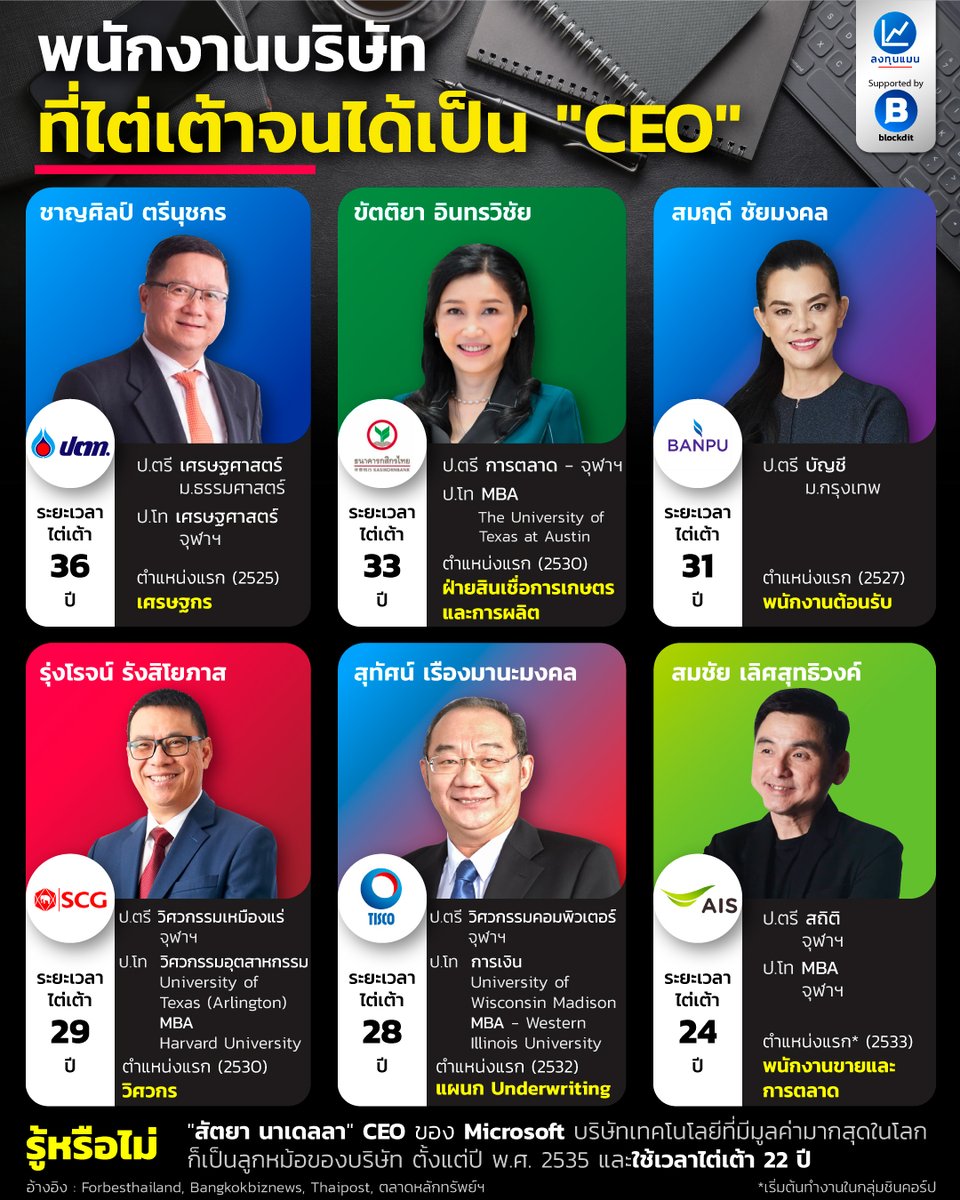 พนักงานบริษัท
ที่ไต่เต้าจนได้เป็น "CEO"
ลงทุนแมน
Supported by
B
blockdit
ชาญศิลป์ ตรีนุชกร
ปตท.
ระยะเวลา
ไต่เต้า
36
ปี
ป.ตรี เศรษฐศาสตร์
ม.ธรรมศาสตร์
ป.โท เศรษฐศาสตร์
จุฬาฯ
ตำแหน่งแรก (2525)
เศรษฐกร
ขัตติยา อินทรวิชัย
ธนาคารกสิกรไทย
KASIKORNBANK
ระยะเวลา
ไต่เต้า
33
ปี
ป.ตรี การตลาด - จุฬาฯ
ป.โท MBA
The University of
Texas at Austin
ตำแหน่งแรก (2530)
ฝ่ายสินเชื่อการเกษตร
และการผลิต
สมฤดี ชัยมงคล
BANPU
ระยะเวลา
ไต่เต้า
31
ปี
ป.ตรี บัญชี
ม.กรุงเทพ
ตำแหน่งแรก (2527)
พนักงานต้อนรับ
รุ่งโรจน์ รังสิโยภาส
SCG
ระยะเวลา
ไต่เต้า
29
ปี
ป.ตรี วิศวกรรมเหมืองแร่
จุฬาฯ
ป.โท วิศวกรรมอุตสาหกรรม
University of
Texas (Arlington)
MBA
Harvard University
ตำแหน่งแรก (2530)
วิศวกร
สุทัศน์ เรืองมานะมงคล
TISCO
ระยะเวลา
ไต่เต้า
28
ปี
ป.ตรี วิศวกรรมคอมพิวเตอร์
จุฬาฯ
ป.โท การเงิน
University of
Wisconsin Madison
MBA - Western
Illinois University
ตำแหน่งแรก (2532)
แผนก Underwriting
สมชัย เลิศสุทธิวงค์
AIS
ระยะเวลา
ไต่เต้า
24
ปี
ป.ตรี สถิติ
จุฬาฯ
ป.โท MBA
จุฬาฯ
ตำแหน่งแรก* (2533)
พนักงานขายและ
การตลาด
รู้หรือไม่
"สัตยา นาเดลลา" CEO ของ Microsoft บริษัทเทคโนโลยีที่มีมูลค่ามากสุดในโลก
ก็เป็นลูกหม้อของบริษัท ตั้งแต่ปี พ.ศ. 2535 และใช้เวลาไต่เต้า 22 ปี
อ้างอิง : Forbesthailand, Bangkokbiznews, Thaipost, ตลาดหลักทรัพย์ฯ
*เริ่มต้นทำงานในกลุ่มชินคอร์ป